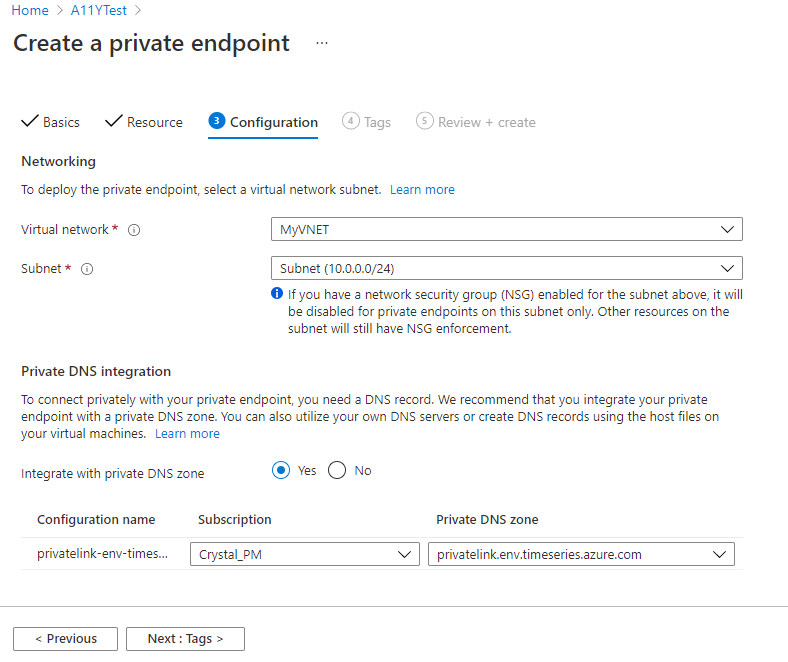 Home > A11YTest >
Create a private endpoint ...
Basics Resource 3 Configuration 4 Tags 5 Review + create
Networking
To deploy the private endpoint, select a virtual network subnet. Learn more
Virtual network * MyVNET
Subnet * Subnet (10.0.0.0/24)
If you have a network security group (NSG) enabled for the subnet above, it will
be disabled for private endpoints on this subnet only. Other resources on the
subnet will still have NSG enforcement.
Private DNS integration
To connect privately with your private endpoint, you need a DNS record. We recommend that you integrate your private
endpoint with a private DNS zone. You can also utilize your own DNS servers or create DNS records using the host files on
your virtual machines. Learn more
Integrate with private DNS zone Yes No
Configuration name Subscription Private DNS zone
privatelink-env-times... Crystal_PM privatelink.env.timeseries.azure.com
< Previous Next : Tags >